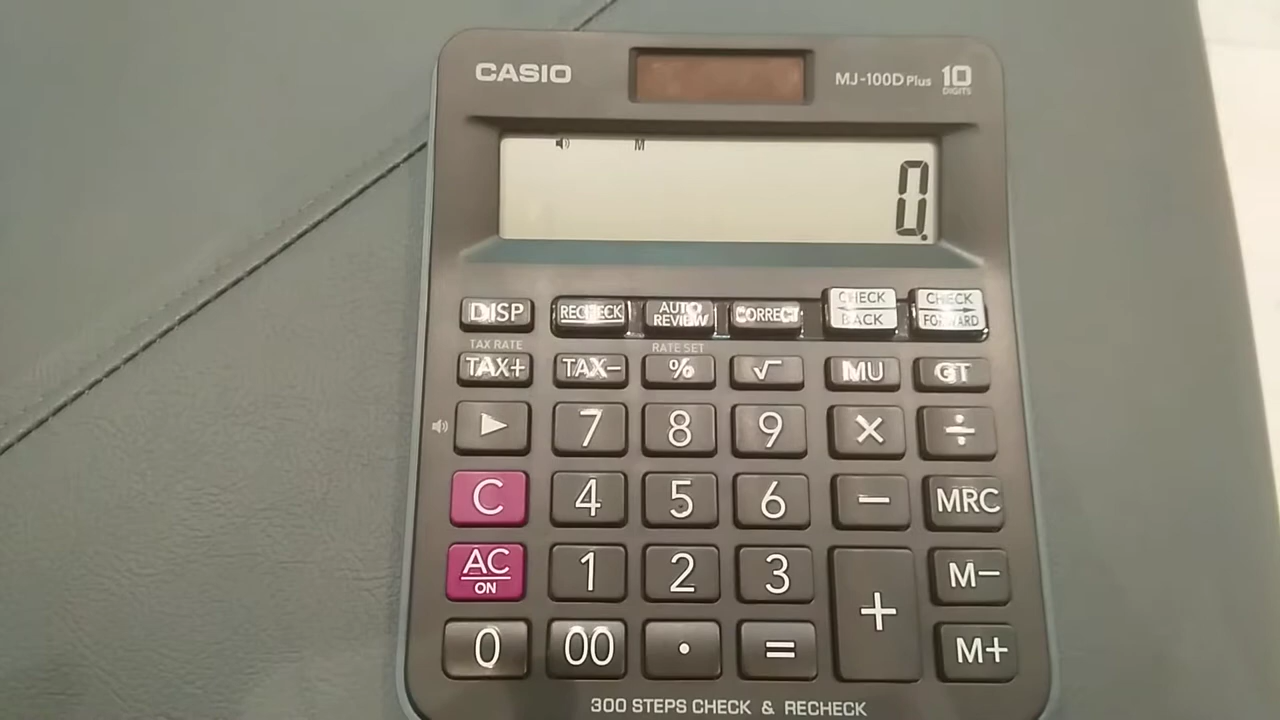 CASIO MJ-100D Plus 10 DIGITS
M
0.
DISP RECHECK AUTO REVIEW CORRECT CHECK BACK CHECK FORWARD
TAX RATE RATE SET
TAX+ TAX− % √ MU GT
▶ 7 8 9 × ÷
C 4 5 6 − MRC
AC ON 1 2 3 + M−
0 00 · = M+
300 STEPS CHECK & RECHECK